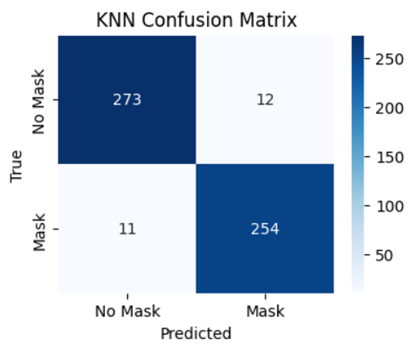 KNN Confusion Matrix
True
No Mask
273
12
Mask
11
254
No Mask
Mask
Predicted
250
200
150
100
50